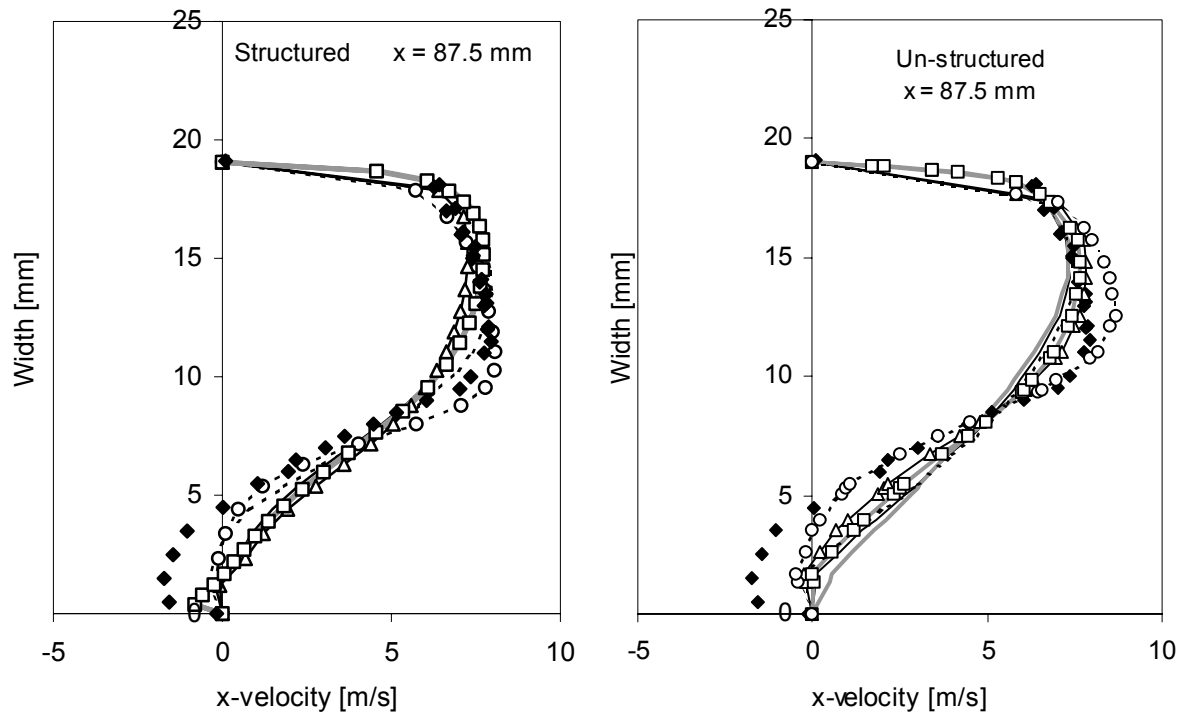 25
Structured x = 87.5 mm
20
15
10
5
0
-5 0 5 10
Width [mm]
x-velocity [m/s]
25
Un-structured
x = 87.5 mm
20
15
10
5
0
-5 0 5 10
Width [mm]
x-velocity [m/s]